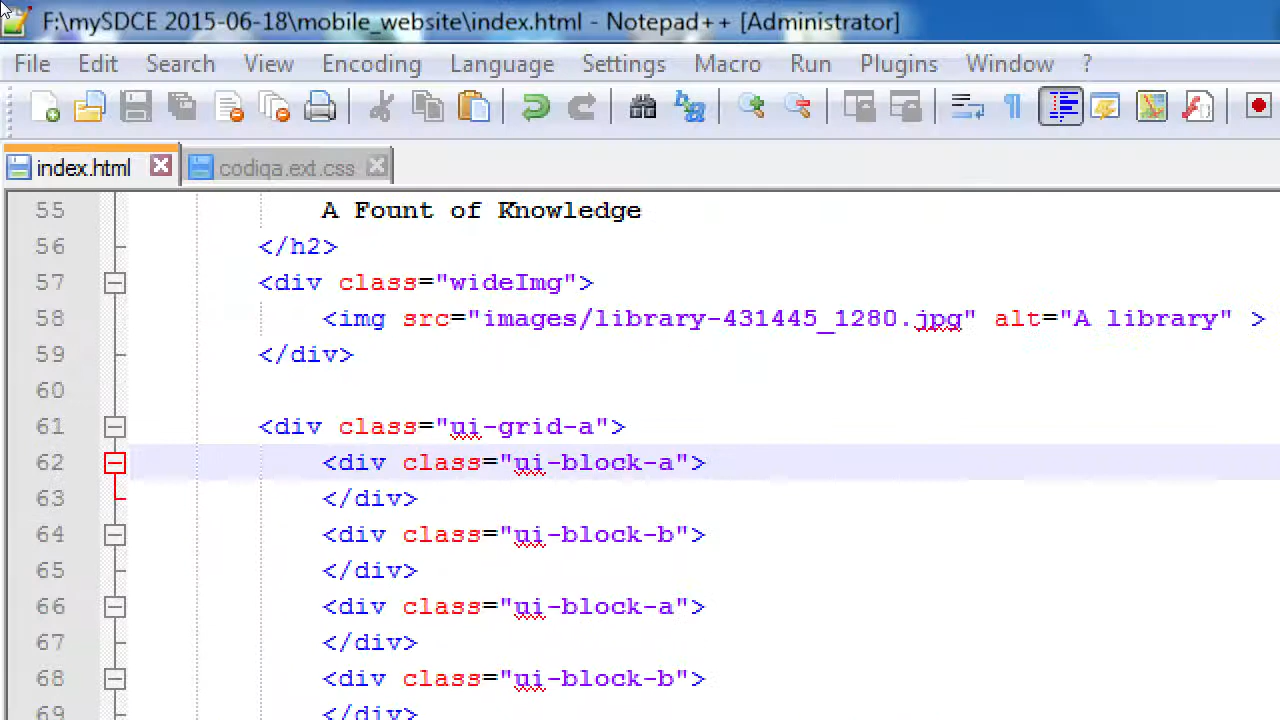 F:\mySDCE 2015-06-18\mobile_website\index.html - Notepad++ [Administrator]
File Edit Search View Encoding Language Settings Macro Run Plugins Window ?
index.html codiqa.ext.css
55 A Fount of Knowledge
56 </h2>
57 <div class="wideImg">
58 <img src="images/library-431445_1280.jpg" alt="A library" >
59 </div>
60
61 <div class="ui-grid-a">
62 <div class="ui-block-a">
63 </div>
64 <div class="ui-block-b">
65 </div>
66 <div class="ui-block-a">
67 </div>
68 <div class="ui-block-b">
69 </div>